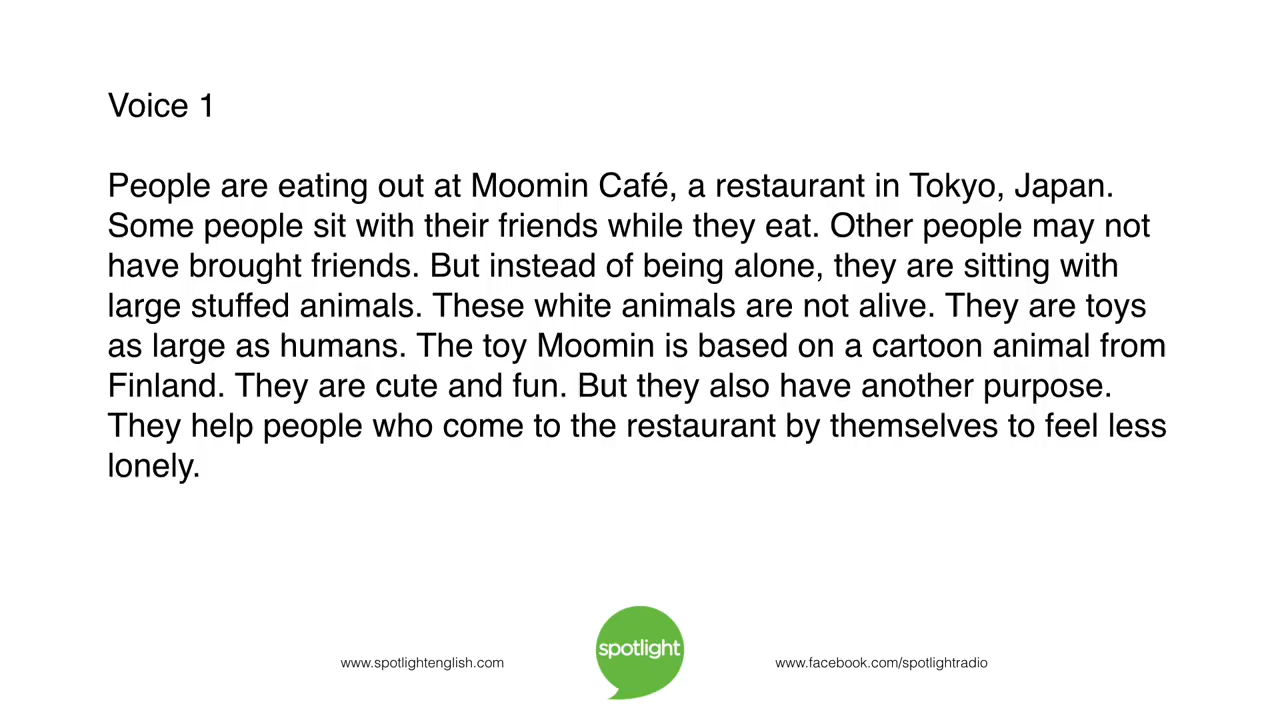 Voice 1
People are eating out at Moomin Café, a restaurant in Tokyo, Japan.
Some people sit with their friends while they eat. Other people may not
have brought friends. But instead of being alone, they are sitting with
large stuffed animals. These white animals are not alive. They are toys
as large as humans. The toy Moomin is based on a cartoon animal from
Finland. They are cute and fun. But they also have another purpose.
They help people who come to the restaurant by themselves to feel less
lonely.
www.spotlightenglish.com
spotlight
www.facebook.com/spotlightradio